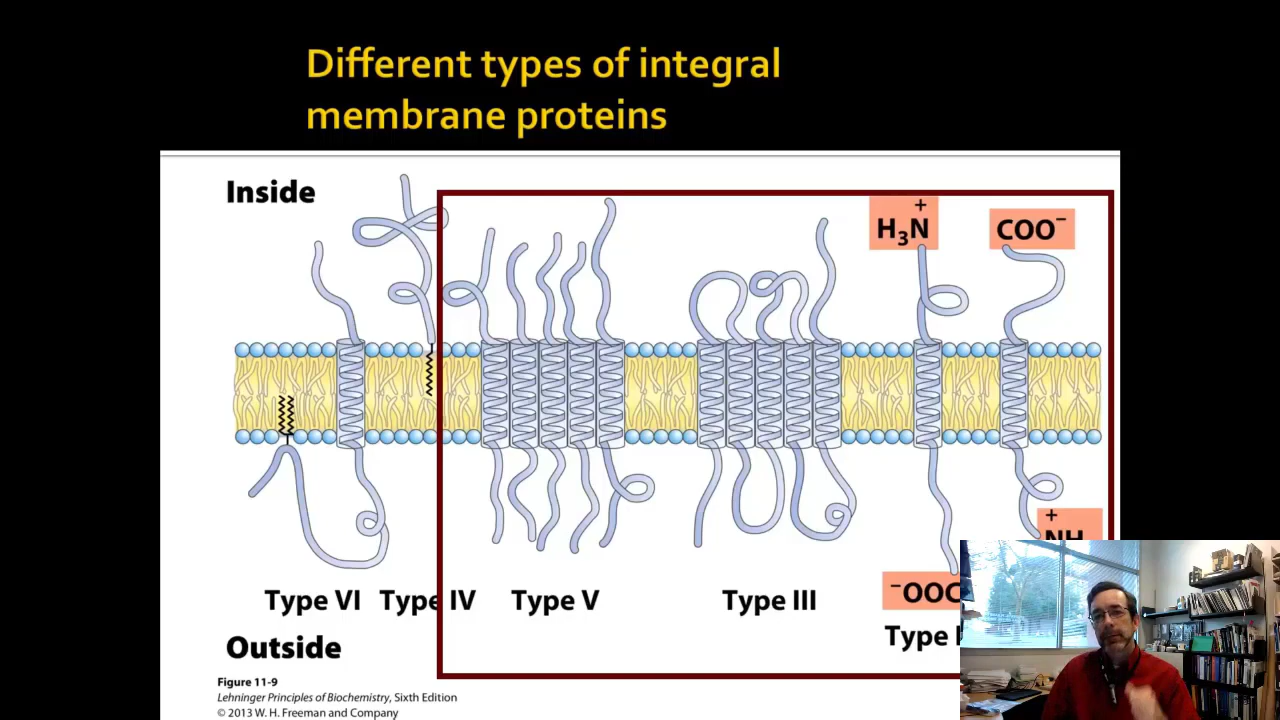 Different types of integral
membrane proteins
Inside
H₃N⁺
COO⁻
⁺
NH
⁻OOC
Type VI
Type IV
Type V
Type III
Type
Outside
Figure 11-9
Lehninger Principles of Biochemistry, Sixth Edition
© 2013 W. H. Freeman and Company